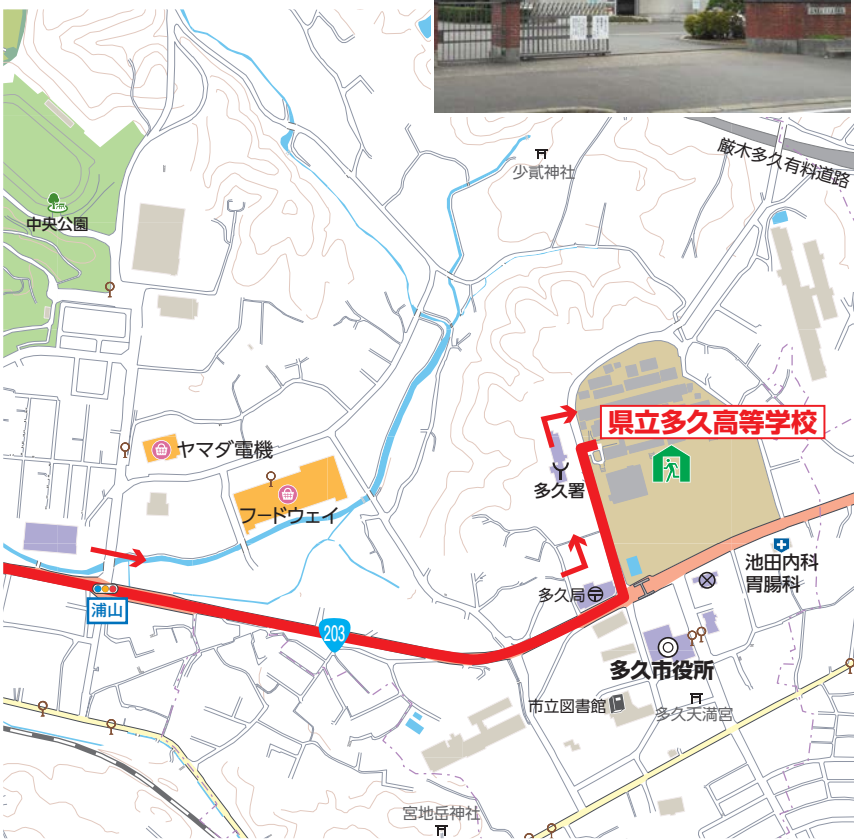 厳木多久有料道路
少貳神社
中央公園
県立多久高等学校
ヤマダ電機
多久署
フードウェイ
池田内科
胃腸科
多久局
浦山
203
多久市役所
市立図書館
多久天満宮
宮地岳神社